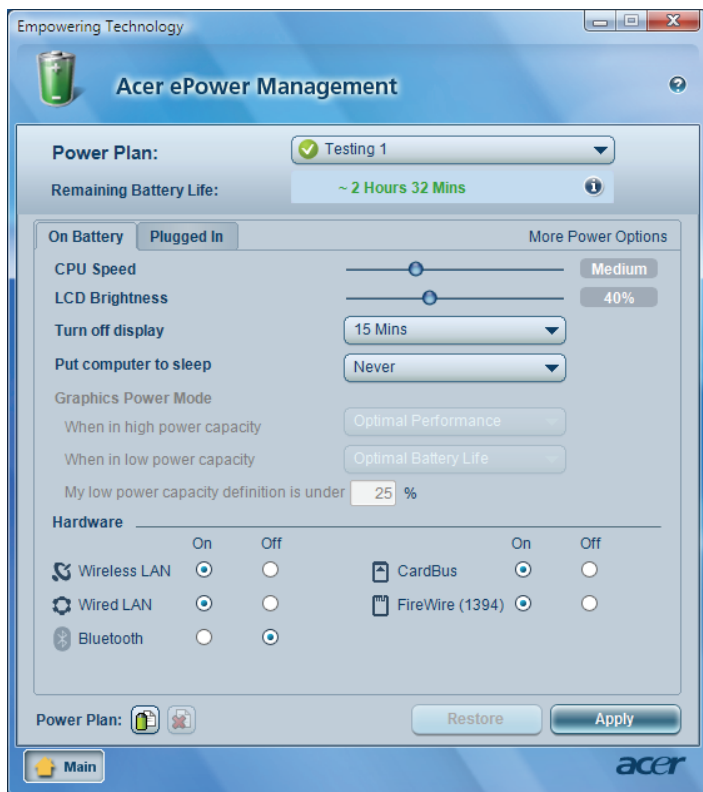 Empowering Technology
Acer ePower Management
Power Plan: Testing 1
Remaining Battery Life: ~ 2 Hours 32 Mins
On Battery Plugged In More Power Options
CPU Speed Medium
LCD Brightness 40%
Turn off display 15 Mins
Put computer to sleep Never
Graphics Power Mode
When in high power capacity Optimal Performance
When in low power capacity Optimal Battery Life
My low power capacity definition is under 25 %
Hardware
On Off On Off
Wireless LAN CardBus
Wired LAN FireWire (1394)
Bluetooth
Power Plan: Restore Apply
Main acer